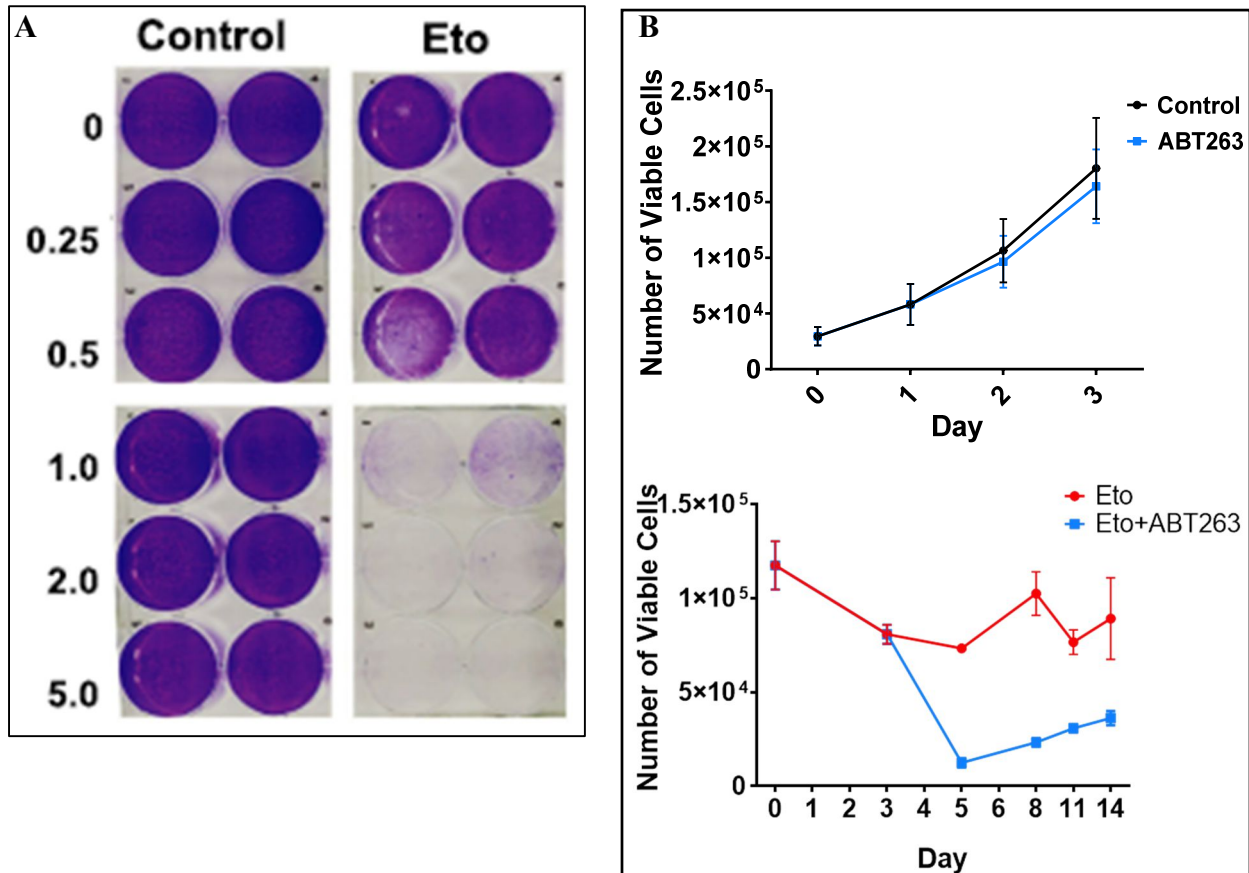 A
Control Eto
0
0.25
0.5
1.0
2.0
5.0
B
Number of Viable Cells
2.5×10⁵
2×10⁵
1.5×10⁵
1×10⁵
5×10⁴
0
Control
ABT263
0 1 2 3
Day
Number of Viable Cells
1.5×10⁵
1×10⁵
5×10⁴
0
Eto
Eto+ABT263
0 1 2 3 4 5 6 8 11 14
Day